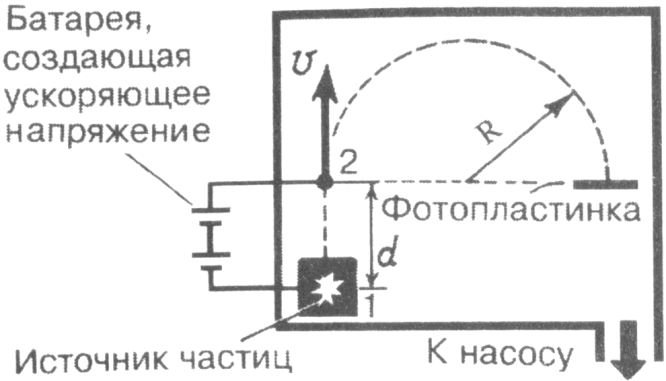 Батарея,
создающая
ускоряющее
напряжение
υ
2
R
Фотопластинка
d
1
Источник частиц
К насосу